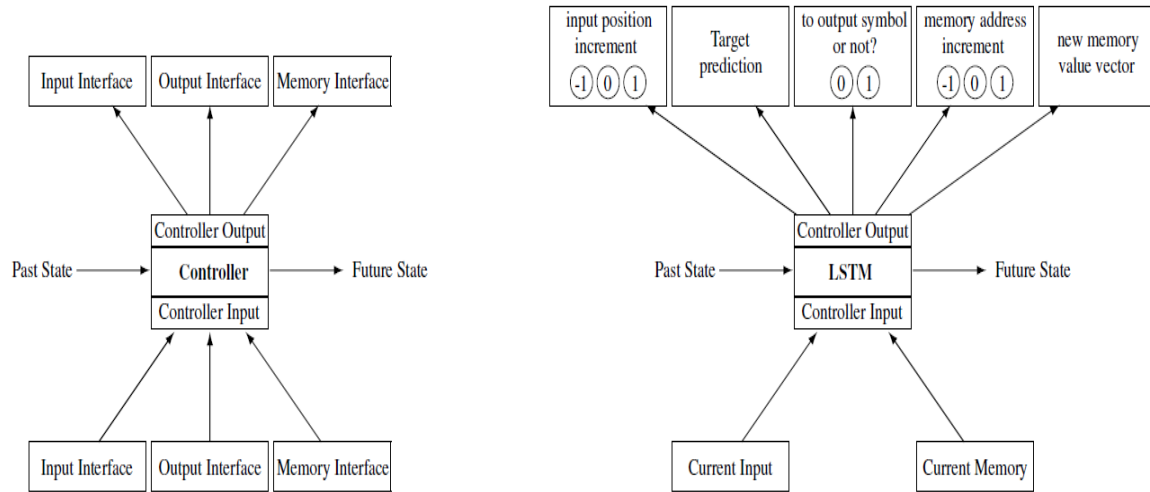 Input Interface
Output Interface
Memory Interface
Controller Output
Past State
Controller
Future State
Controller Input
Input Interface
Output Interface
Memory Interface
input position
increment
-1 0 1
Target
prediction
to output symbol
or not?
0 1
memory address
increment
-1 0 1
new memory
value vector
Controller Output
Past State
LSTM
Future State
Controller Input
Current Input
Current Memory